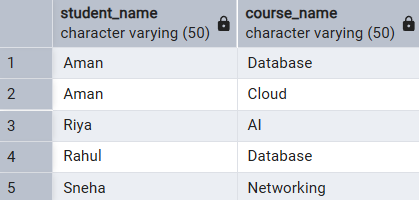 student_name course_name
character varying (50) character varying (50)
1 Aman Database
2 Aman Cloud
3 Riya AI
4 Rahul Database
5 Sneha Networking